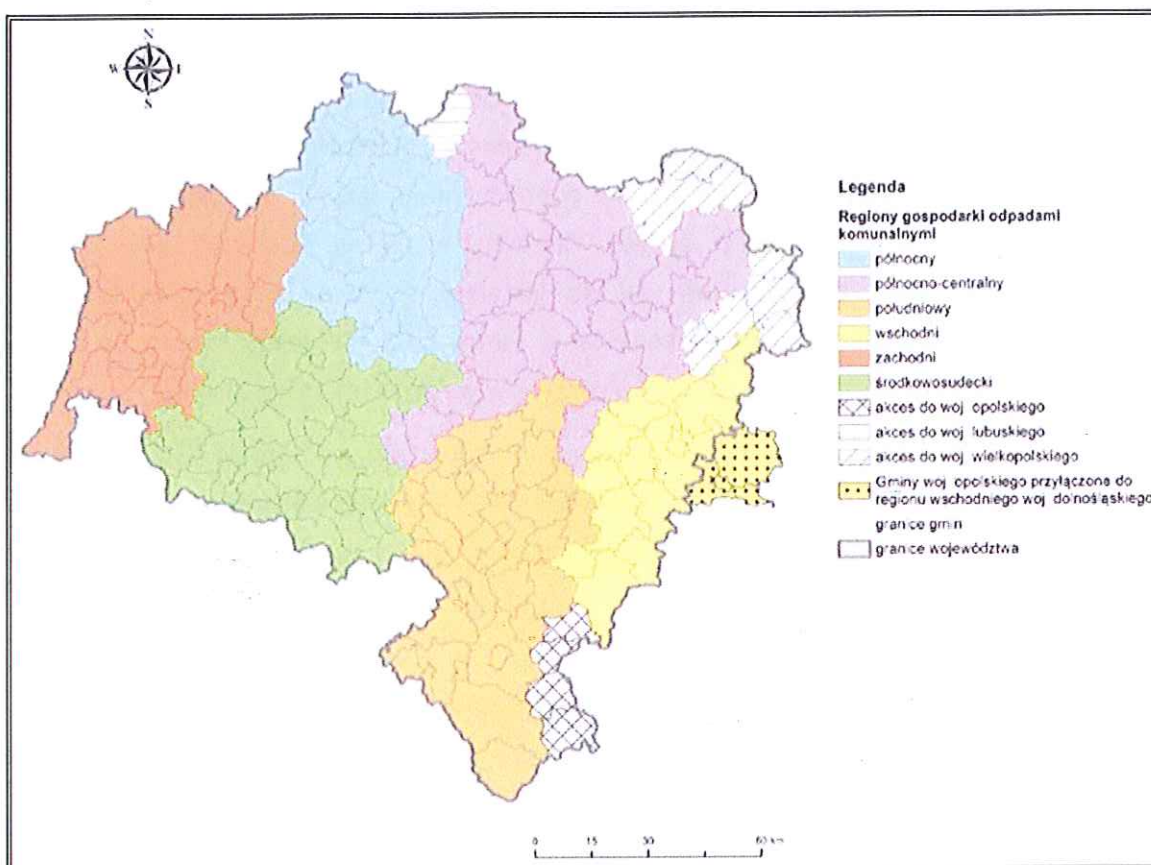 N
W E
S
Legenda
Regiony gospodarki odpadami
komunalnymi
północny
północno-centralny
południowy
wschodni
zachodni
środkowosudecki
akces do woj. opolskiego
akces do woj. lubuskiego
akces do woj. wielkopolskiego
Gminy woj. opolskiego przyłączone do
regionu wschodniego woj. dolnośląskiego
granice gmin
granice województwa
0 15 30 60 km